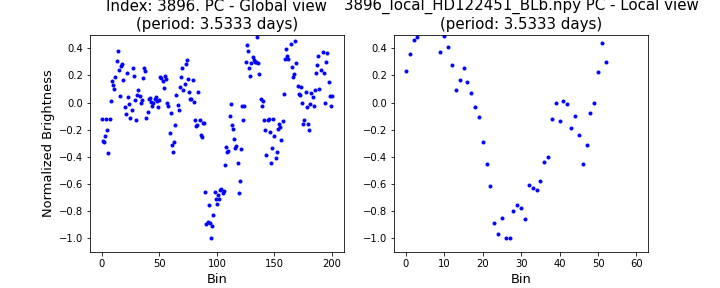 Index: 3896. PC - Global view
(period: 3.5333 days)
3896_local_HD122451_BLb.npy PC - Local view
(period: 3.5333 days)
Normalized Brightness
0.4
0.2
0.0
−0.2
−0.4
−0.6
−0.8
−1.0
0 50 100 150 200
Bin
0.4
0.2
0.0
−0.2
−0.4
−0.6
−0.8
−1.0
0 10 20 30 40 50 60
Bin